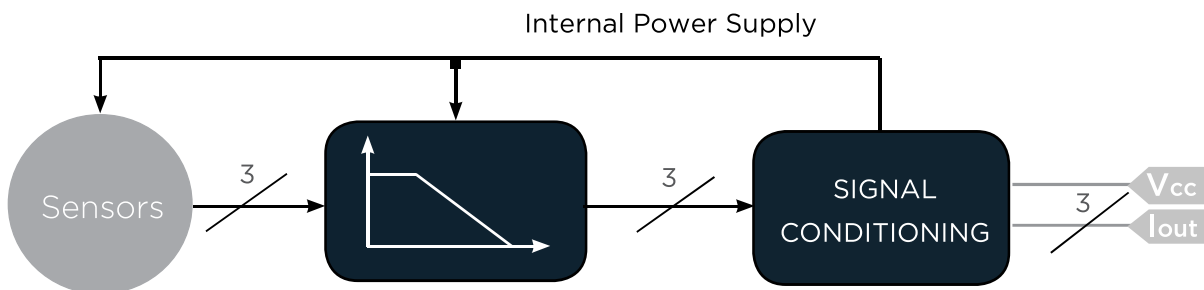 Internal Power Supply
Sensors
3
3
SIGNAL
CONDITIONING
3
Vcc
Iout